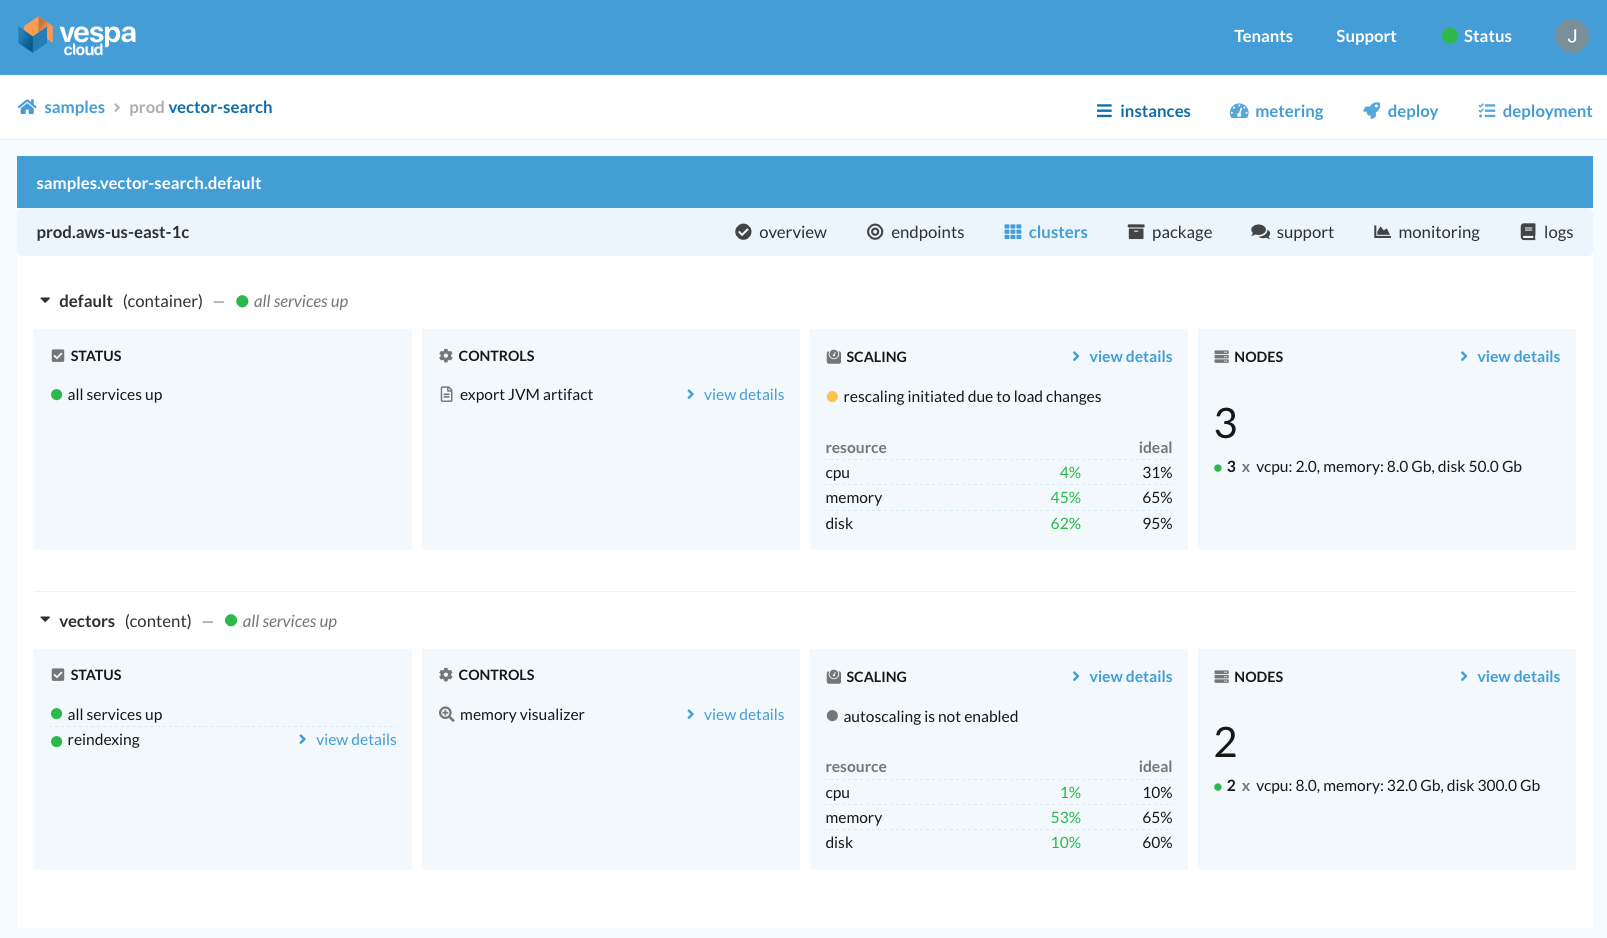 vespa
cloud
Tenants Support Status J
samples > prod vector-search
instances metering deploy deployment
samples.vector-search.default
prod.aws-us-east-1c
overview endpoints clusters package support monitoring logs
default (container) — all services up
STATUS
all services up
CONTROLS
export JVM artifact > view details
SCALING > view details
rescaling initiated due to load changes
resource ideal
cpu 4% 31%
memory 45% 65%
disk 62% 95%
NODES > view details
3
3 x vcpu: 2.0, memory: 8.0 Gb, disk 50.0 Gb
vectors (content) — all services up
STATUS
all services up
reindexing > view details
CONTROLS
memory visualizer > view details
SCALING > view details
autoscaling is not enabled
resource ideal
cpu 1% 10%
memory 53% 65%
disk 10% 60%
NODES > view details
2
2 x vcpu: 8.0, memory: 32.0 Gb, disk 300.0 Gb